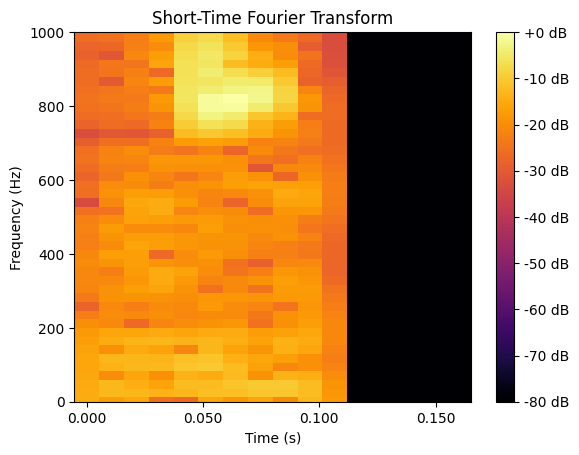 Short-Time Fourier Transform
Frequency (Hz)
1000
800
600
400
200
0
0.000
0.050
0.100
0.150
Time (s)
+0 dB
-10 dB
-20 dB
-30 dB
-40 dB
-50 dB
-60 dB
-70 dB
-80 dB